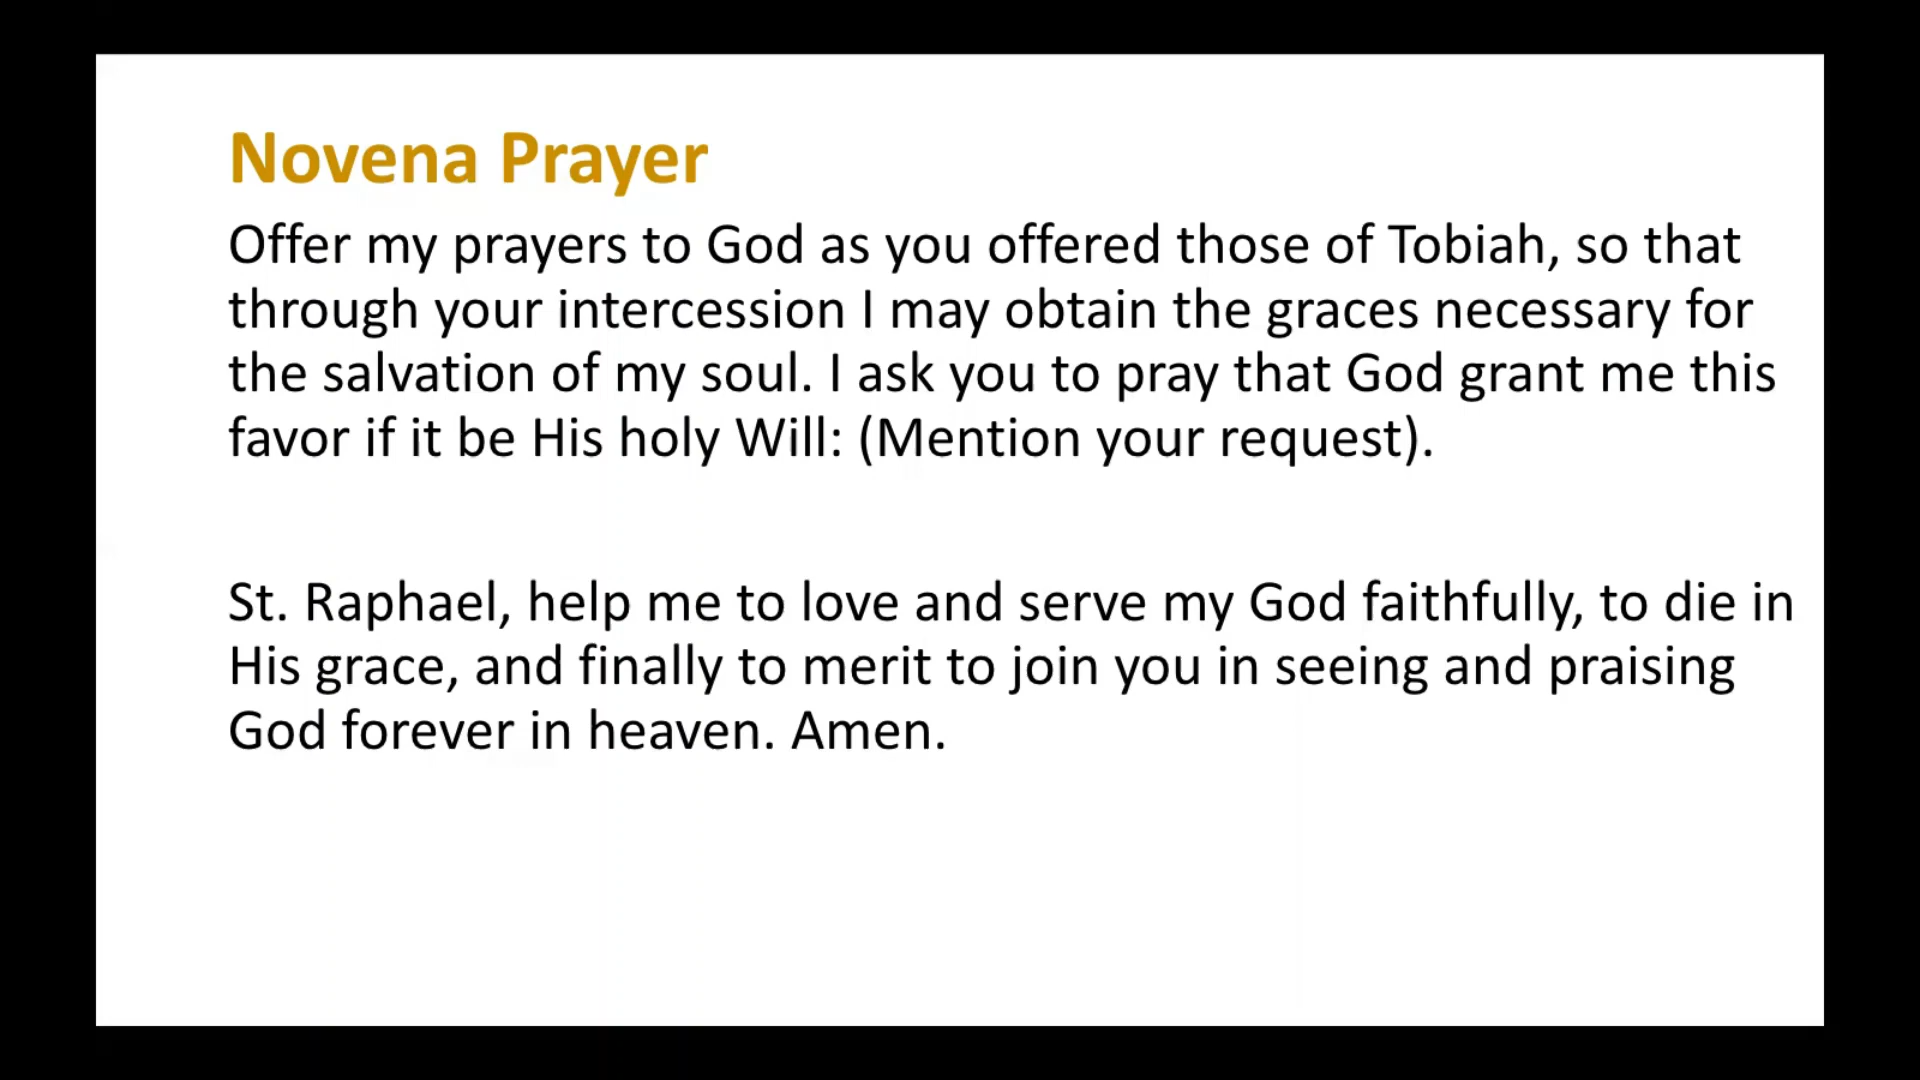 Novena Prayer
Offer my prayers to God as you offered those of Tobiah, so that
through your intercession I may obtain the graces necessary for
the salvation of my soul. I ask you to pray that God grant me this
favor if it be His holy Will: (Mention your request).
St. Raphael, help me to love and serve my God faithfully, to die in
His grace, and finally to merit to join you in seeing and praising
God forever in heaven. Amen.